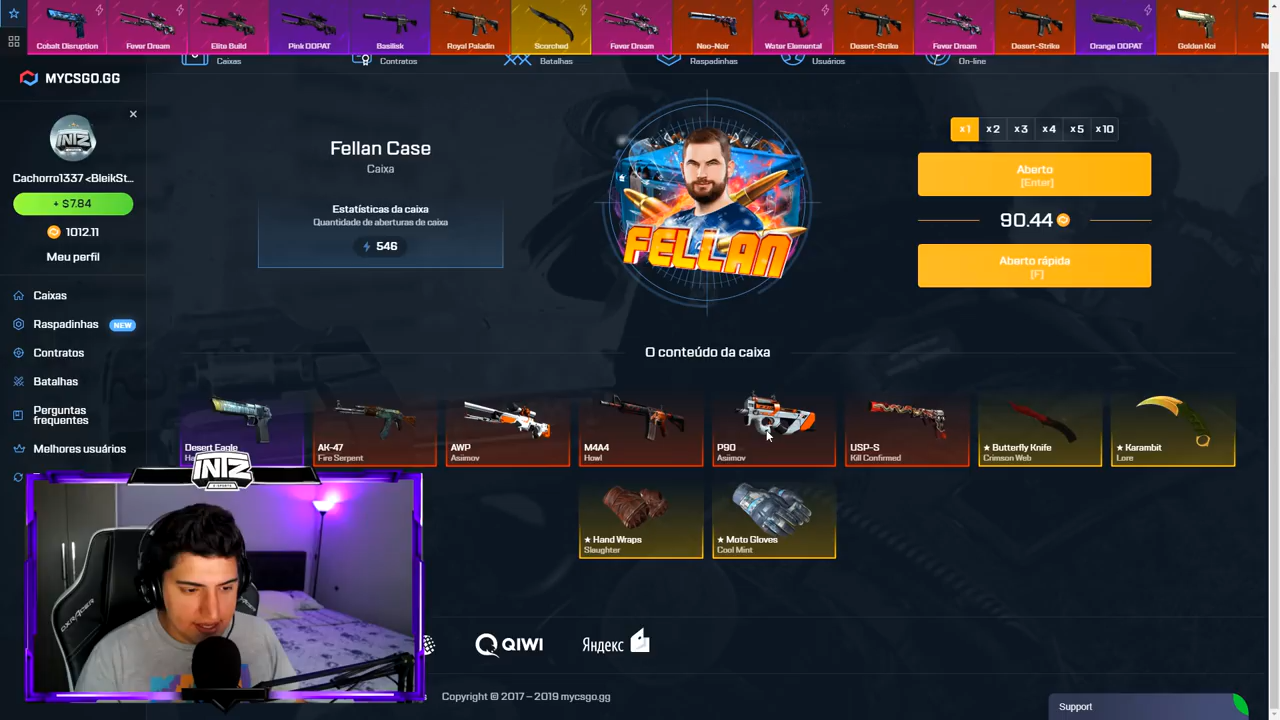 Cobalt Disruption
Fever Dream
Elite Build
Pink DDPAT
Basilisk
Royal Paladin
Scorched
Fever Dream
Neo-Noir
Water Elemental
Desert-Strike
Fever Dream
Desert-Strike
Orange DDPAT
Golden Koi
Caixas
Contratos
Batalhas
Raspadinhas
Usuários
On-line
MYCSGO.GG
Cachorro1337 <BleikSt...
+ $7.84
1012.11
Meu perfil
Caixas
Raspadinhas NEW
Contratos
Batalhas
Perguntas
frequentes
Melhores usuários
Fellan Case
Caixa
Estatísticas da caixa
Quantidade de aberturas de caixa
546
FELLAN
x1 x2 x3 x4 x5 x10
Aberto
[Enter]
90.44
Aberto rápida
[F]
O conteúdo da caixa
Desert Eagle
AK-47
Fire Serpent
AWP
Asiimov
M4A4
Howl
P90
Asiimov
USP-S
Kill Confirmed
★ Butterfly Knife
Crimson Web
★ Karambit
Lore
★ Hand Wraps
Slaughter
★ Moto Gloves
Cool Mint
INTZ
E-SPORTS
DXRACER
QIWI
Яндекс
Copyright © 2017 – 2019 mycsgo.gg
Support